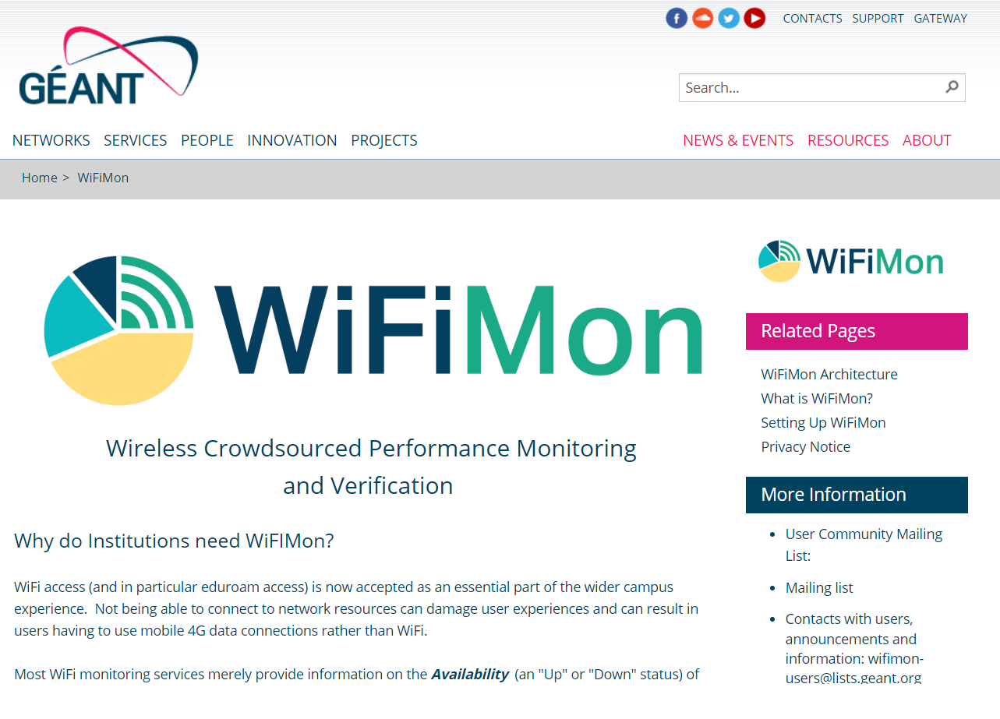 CONTACTS SUPPORT GATEWAY
GÉANT
Search...
NETWORKS SERVICES PEOPLE INNOVATION PROJECTS
NEWS & EVENTS RESOURCES ABOUT
Home > WiFiMon
WiFiMon
Wireless Crowdsourced Performance Monitoring
and Verification
Why do Institutions need WiFIMon?
WiFi access (and in particular eduroam access) is now accepted as an essential part of the wider campus
experience. Not being able to connect to network resources can damage user experiences and can result in
users having to use mobile 4G data connections rather than WiFi.
Most WiFi monitoring services merely provide information on the Availability (an "Up" or "Down" status) of
WiFiMon
Related Pages
WiFiMon Architecture
What is WiFiMon?
Setting Up WiFiMon
Privacy Notice
More Information
• User Community Mailing
List:
• Mailing list
• Contacts with users,
announcements and
information: wifimon-
users@lists.geant.org